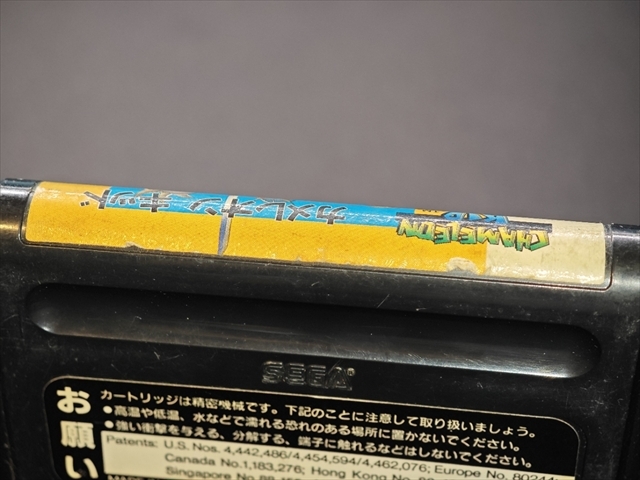 CHAMELEON
KID
カメレオン キッド
SEGA
お願い
カートリッジは精密機械です。下記のことに注意して取り扱いましょう。
●高温や低温、水などで濡れる恐れのある場所に置かないでください。
●強い衝撃を与える、分解する、端子に触れるなどはしないでください。
Patents: U.S. Nos. 4,442,486/4,454,594/4,462,076; Europe No. 80244;
Canada No. 1,183,276; Hong Kong No.
Singapore No. 88-